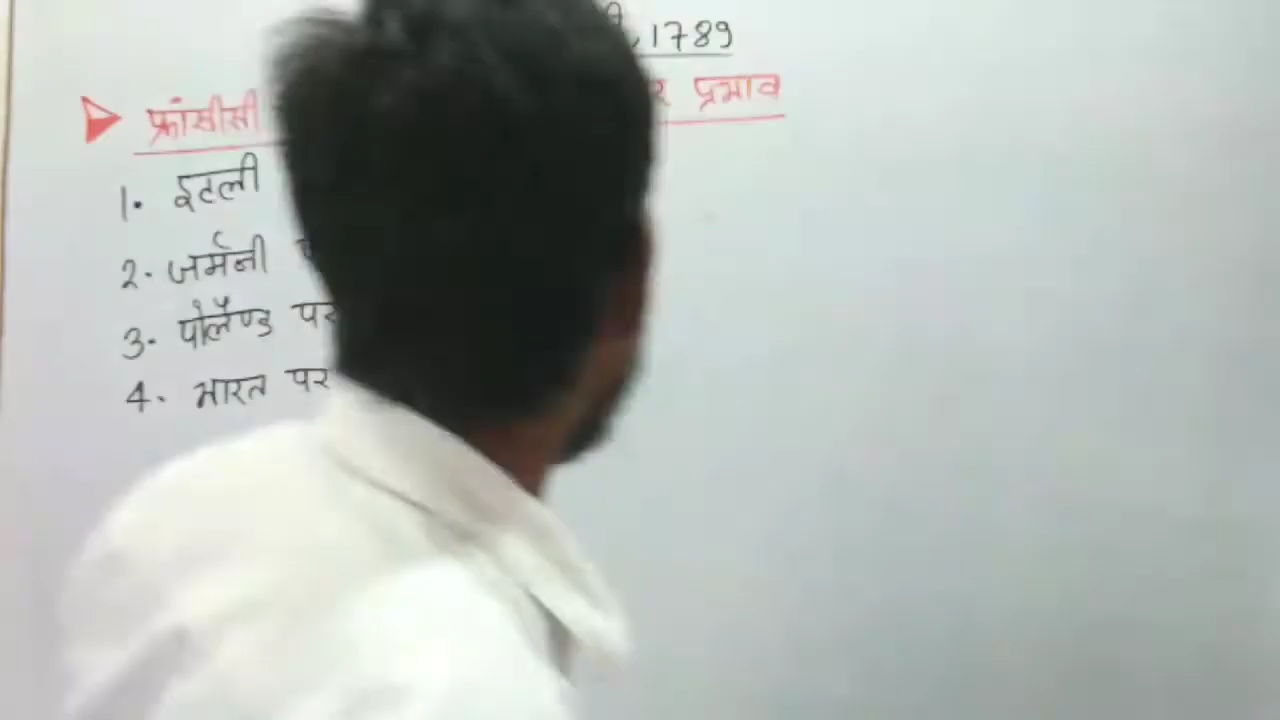 1789
फ्रांसीसी प्रभाव
1. इटली
2. जर्मनी
3. पोलैण्ड पर
4. भारत पर